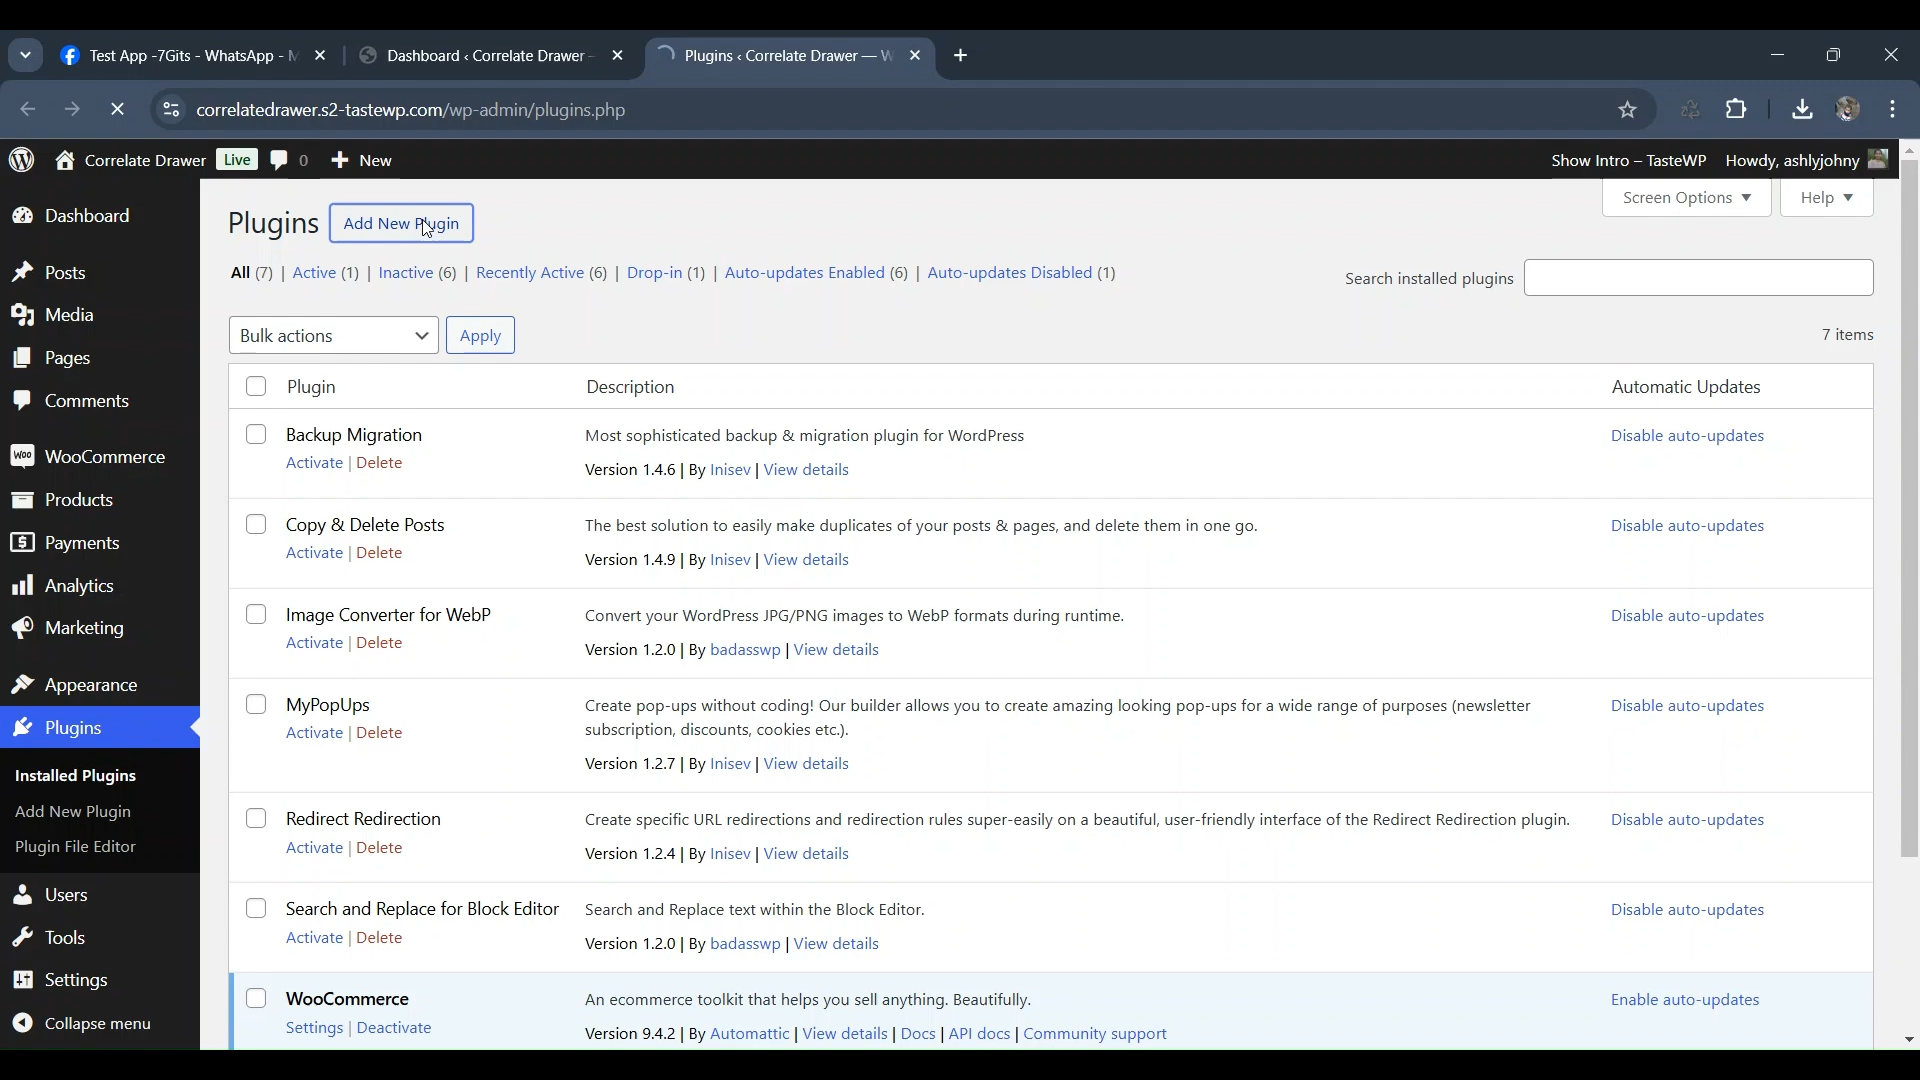 Test App -7Gits - WhatsApp - M
Dashboard ‹ Correlate Drawer —
Plugins ‹ Correlate Drawer — W
correlatedrawer.s2-tastewp.com/wp-admin/plugins.php
Correlate Drawer Live 0 New
Show Intro – TasteWP Howdy, ashlyjohny
Dashboard
Posts
Media
Pages
Comments
Woo WooCommerce
Products
Payments
Analytics
Marketing
Appearance
Plugins
Installed Plugins
Add New Plugin
Plugin File Editor
Users
Tools
Settings
Collapse menu
Screen Options ▼ Help ▼
Plugins Add New Plugin
All (7) | Active (1) | Inactive (6) | Recently Active (6) | Drop-in (1) | Auto-updates Enabled (6) | Auto-updates Disabled (1)
Search installed plugins
Bulk actions Apply
7 items
Plugin Description Automatic Updates
Backup Migration Most sophisticated backup & migration plugin for WordPress Disable auto-updates
Activate | Delete
Version 1.4.6 | By Inisev | View details
Copy & Delete Posts The best solution to easily make duplicates of your posts & pages, and delete them in one go. Disable auto-updates
Activate | Delete
Version 1.4.9 | By Inisev | View details
Image Converter for WebP Convert your WordPress JPG/PNG images to WebP formats during runtime. Disable auto-updates
Activate | Delete
Version 1.2.0 | By badasswp | View details
MyPopUps Create pop-ups without coding! Our builder allows you to create amazing looking pop-ups for a wide range of purposes (newsletter Disable auto-updates
Activate | Delete subscription, discounts, cookies etc.).
Version 1.2.7 | By Inisev | View details
Redirect Redirection Create specific URL redirections and redirection rules super-easily on a beautiful, user-friendly interface of the Redirect Redirection plugin. Disable auto-updates
Activate | Delete
Version 1.2.4 | By Inisev | View details
Search and Replace for Block Editor Search and Replace text within the Block Editor. Disable auto-updates
Activate | Delete
Version 1.2.0 | By badasswp | View details
WooCommerce An ecommerce toolkit that helps you sell anything. Beautifully. Enable auto-updates
Settings | Deactivate
Version 9.4.2 | By Automattic | View details | Docs | API docs | Community support